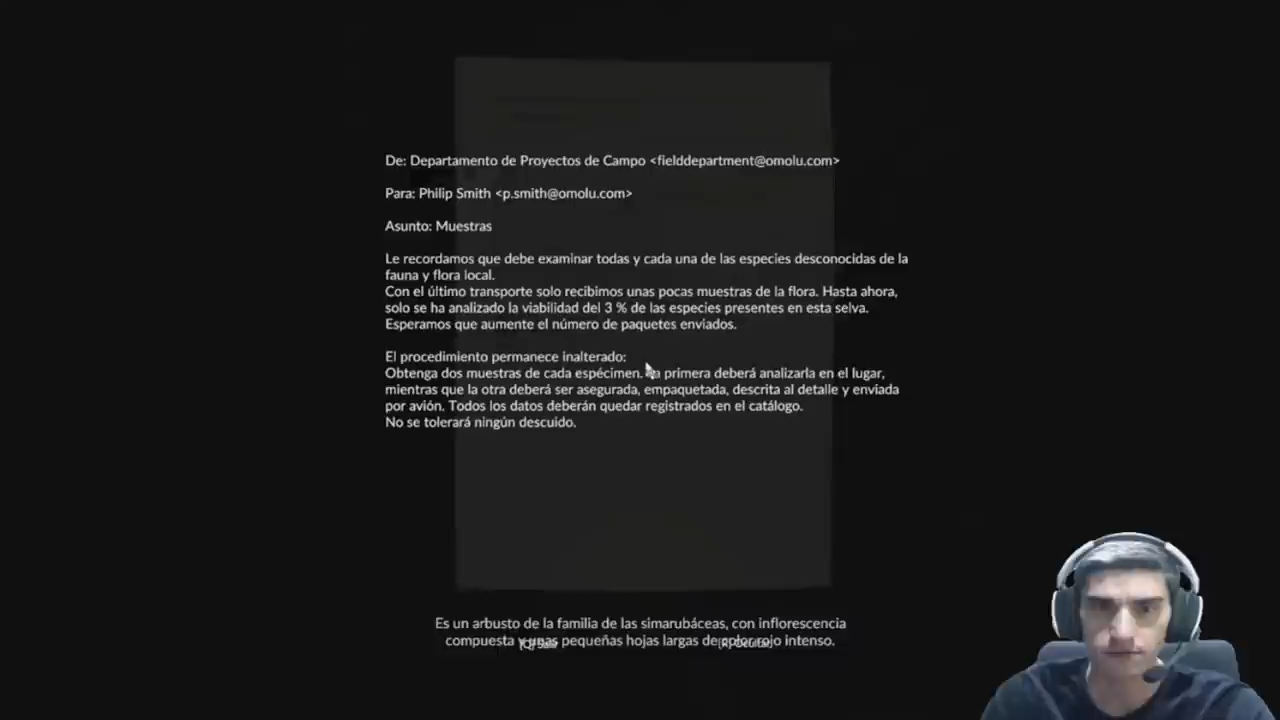 De: Departamento de Proyectos de Campo <fielddepartment@omolu.com>
Para: Philip Smith <p.smith@omolu.com>
Asunto: Muestras
Le recordamos que debe examinar todas y cada una de las especies desconocidas de la
fauna y flora local.
Con el último transporte solo recibimos unas pocas muestras de la flora. Hasta ahora,
solo se ha analizado la viabilidad del 3 % de las especies presentes en esta selva.
Esperamos que aumente el número de paquetes enviados.
El procedimiento permanece inalterado:
Obtenga dos muestras de cada espécimen. La primera deberá analizarla en el lugar,
mientras que la otra deberá ser asegurada, empaquetada, descrita al detalle y enviada
por avión. Todos los datos deberán quedar registrados en el catálogo.
No se tolerará ningún descuido.
Es un arbusto de la familia de las simarubáceas, con inflorescencia
compuesta y unas pequeñas hojas largas de color rojo intenso.